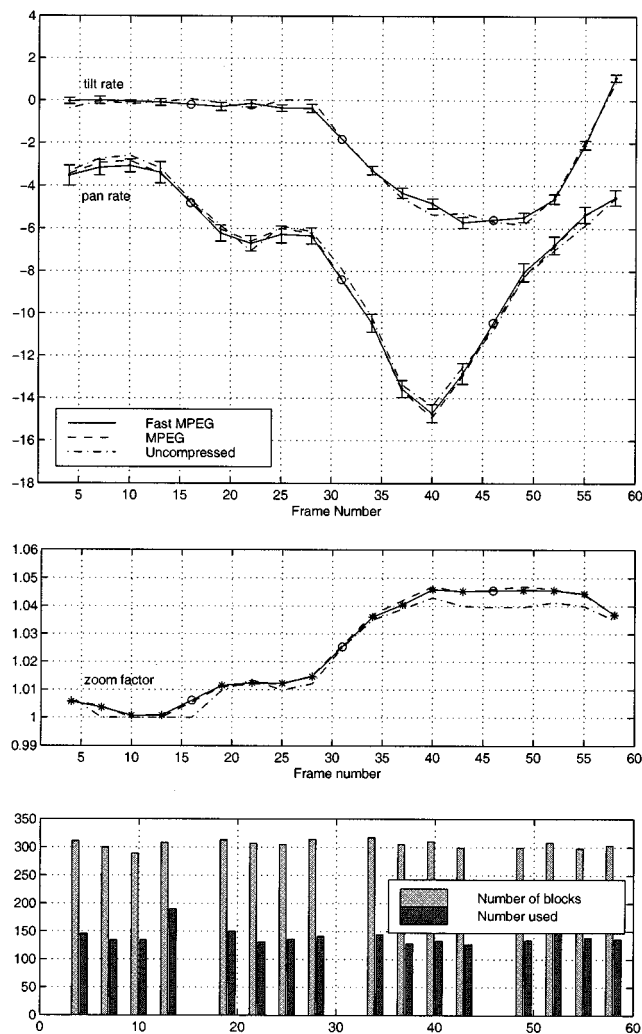 4
2
tilt rate
0
−2
−4
pan rate
−6
−8
−10
−12
−14
Fast MPEG
MPEG
Uncompressed
−16
−18
5 10 15 20 25 30 35 40 45 50 55 60
Frame Number
1.06
1.05
1.04
1.03
1.02
zoom factor
1.01
1
0.99
5 10 15 20 25 30 35 40 45 50 55 60
Frame number
350
300
250
Number of blocks
200
Number used
150
100
50
0
0 10 20 30 40 50 60